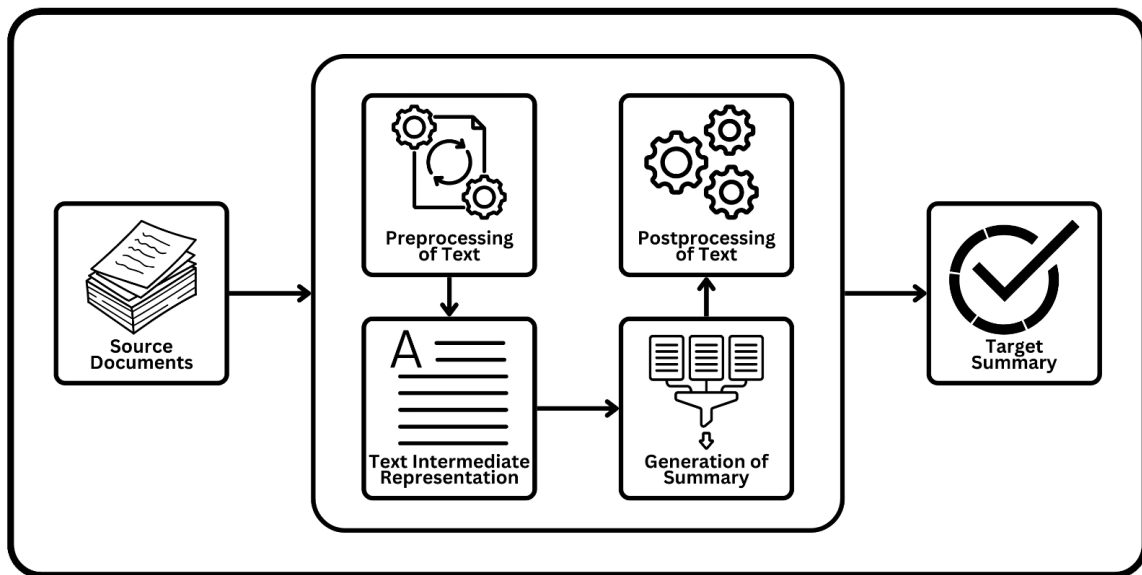 Source
Documents
Preprocessing
of Text
A
Text Intermediate
Representation
Generation of
Summary
Postprocessing
of Text
Target
Summary